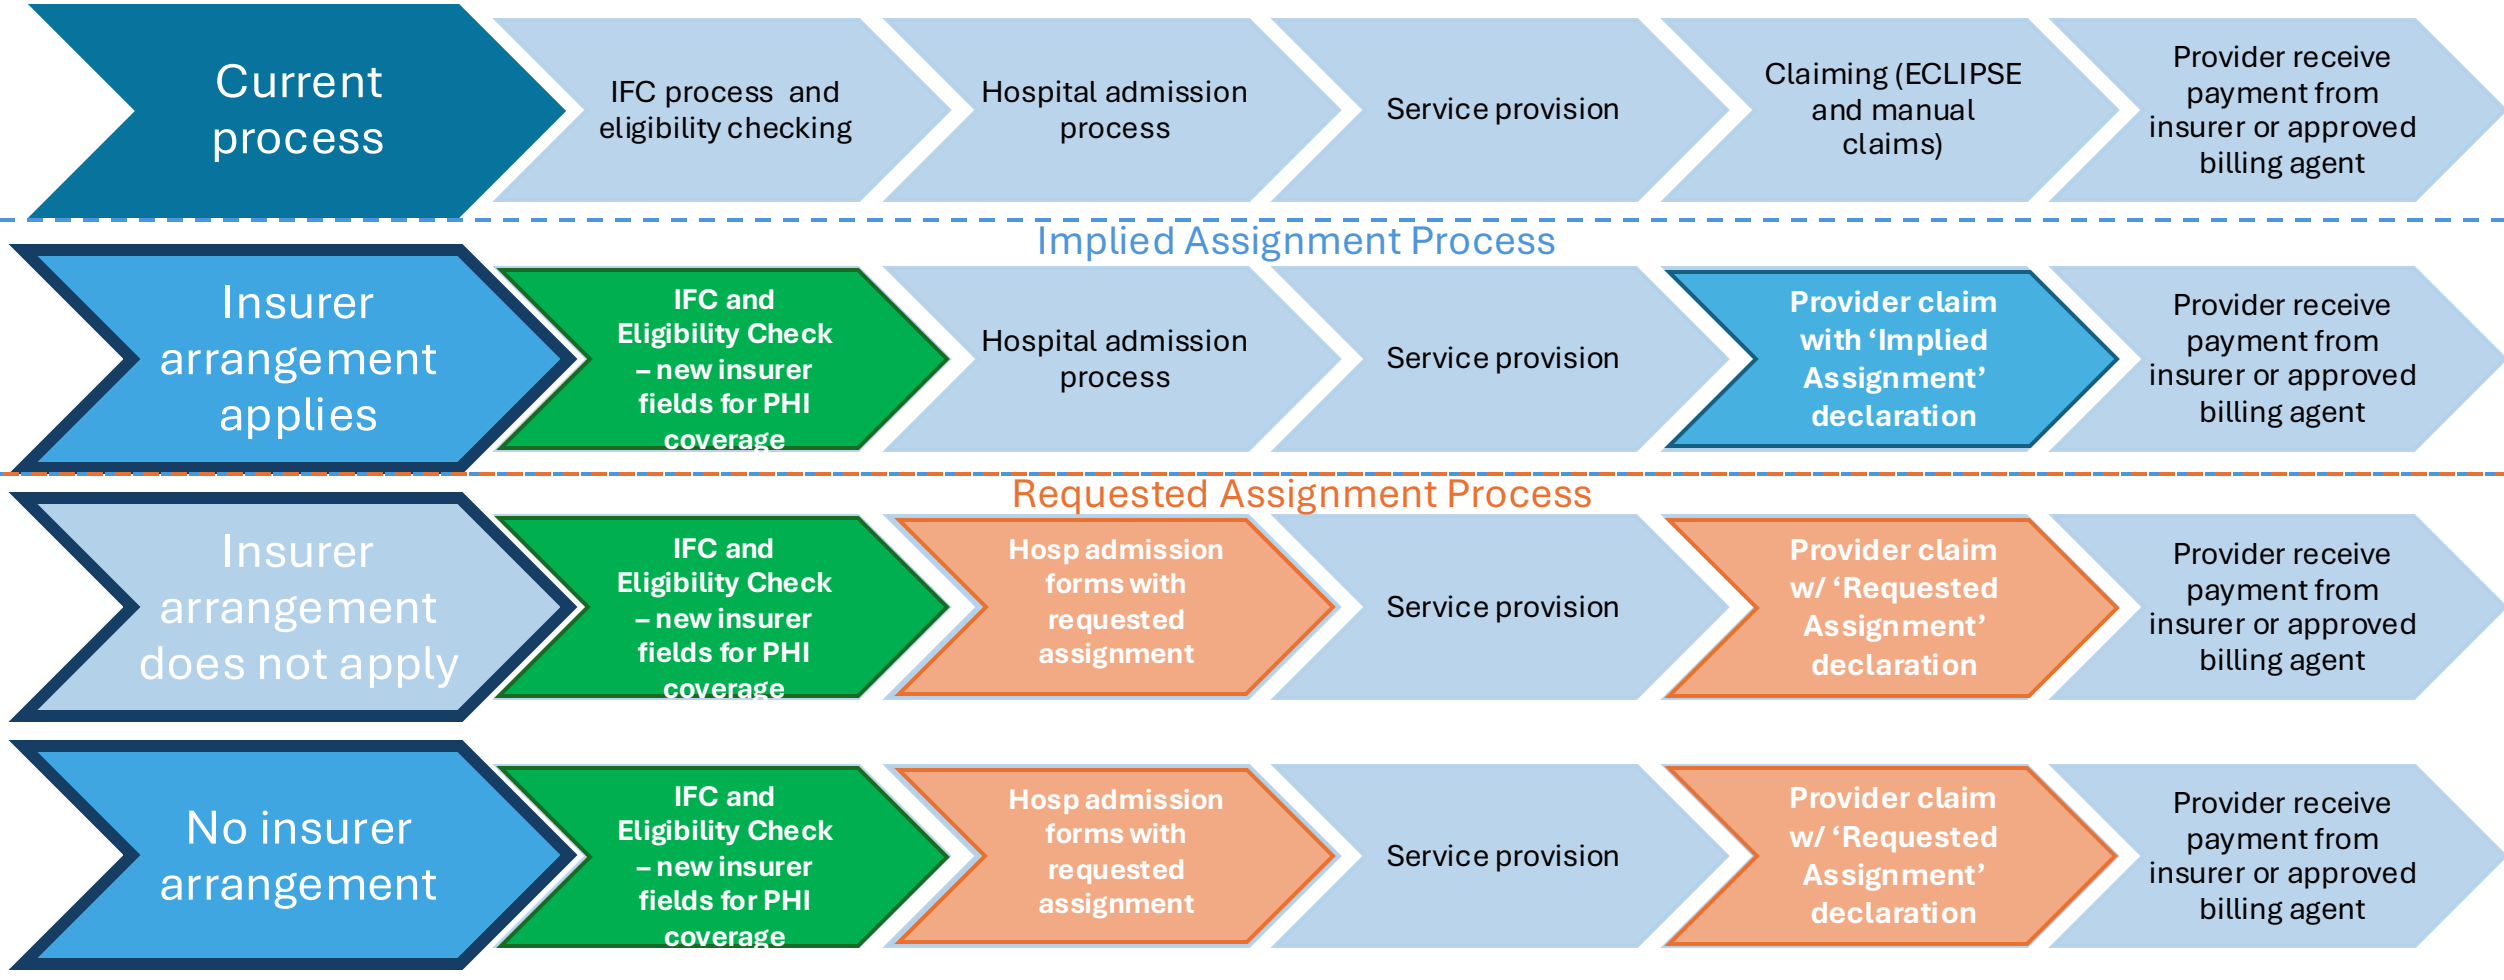 Current
process
IFC process and
eligibility checking
Hospital admission
process
Service provision
Claiming (ECLIPSE
and manual
claims)
Provider receive
payment from
insurer or approved
billing agent
Implied Assignment Process
Insurer
arrangement
applies
IFC and
Eligibility Check
– new insurer
fields for PHI
coverage
Hospital admission
process
Service provision
Provider claim
with ‘Implied
Assignment’
declaration
Provider receive
payment from
insurer or approved
billing agent
Requested Assignment Process
Insurer
arrangement
does not apply
IFC and
Eligibility Check
– new insurer
fields for PHI
coverage
Hosp admission
forms with
requested
assignment
Service provision
Provider claim
w/ ‘Requested
Assignment’
declaration
Provider receive
payment from
insurer or approved
billing agent
No insurer
arrangement
IFC and
Eligibility Check
– new insurer
fields for PHI
coverage
Hosp admission
forms with
requested
assignment
Service provision
Provider claim
w/ ‘Requested
Assignment’
declaration
Provider receive
payment from
insurer or approved
billing agent